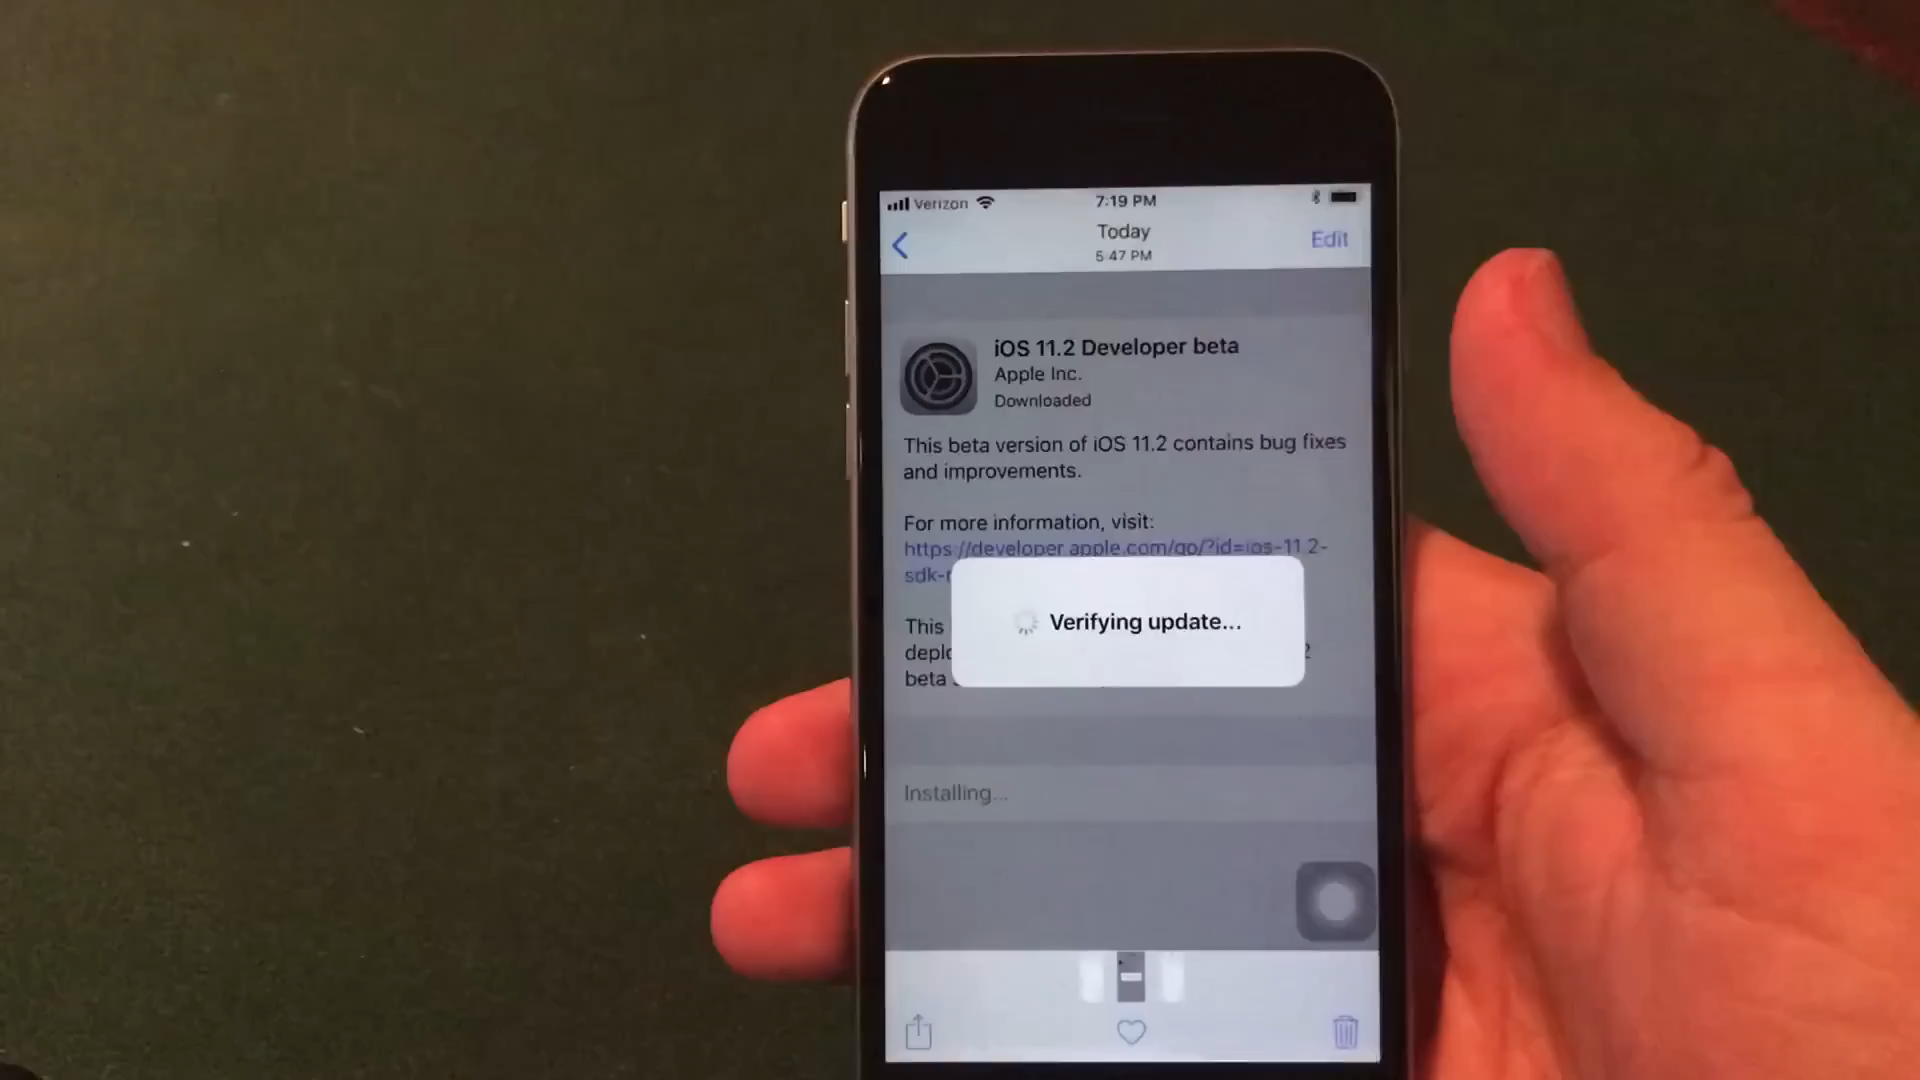 Verizon 7:19 PM
Today
5:47 PM
Edit
iOS 11.2 Developer beta
Apple Inc.
Downloaded
This beta version of iOS 11.2 contains bug fixes
and improvements.
For more information, visit:
https://developer.apple.com/go/?id=ios-11.2-
sdk-
Verifying update...
This
2
beta
Installing...